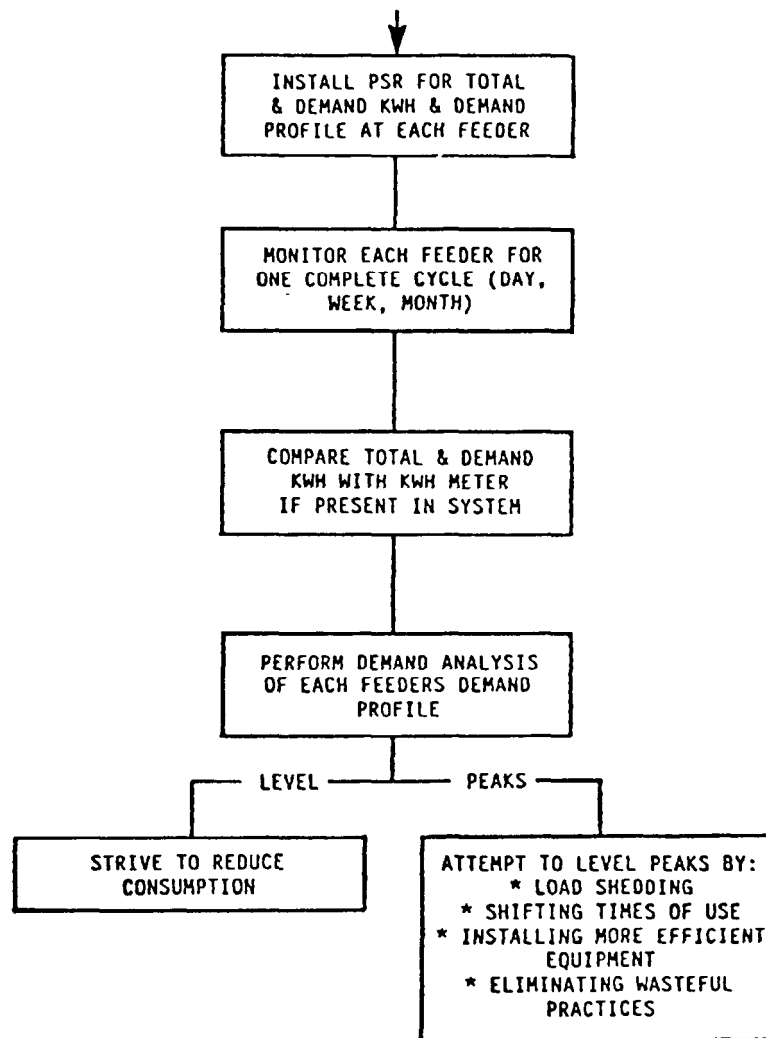 INSTALL PSR FOR TOTAL
& DEMAND KWH & DEMAND
PROFILE AT EACH FEEDER
MONITOR EACH FEEDER FOR
ONE COMPLETE CYCLE (DAY,
WEEK, MONTH)
COMPARE TOTAL & DEMAND
KWH WITH KWH METER
IF PRESENT IN SYSTEM
PERFORM DEMAND ANALYSIS
OF EACH FEEDERS DEMAND
PROFILE
LEVEL
PEAKS
STRIVE TO REDUCE
CONSUMPTION
ATTEMPT TO LEVEL PEAKS BY:
* LOAD SHEDDING
* SHIFTING TIMES OF USE
* INSTALLING MORE EFFICIENT
EQUIPMENT
* ELIMINATING WASTEFUL
PRACTICES